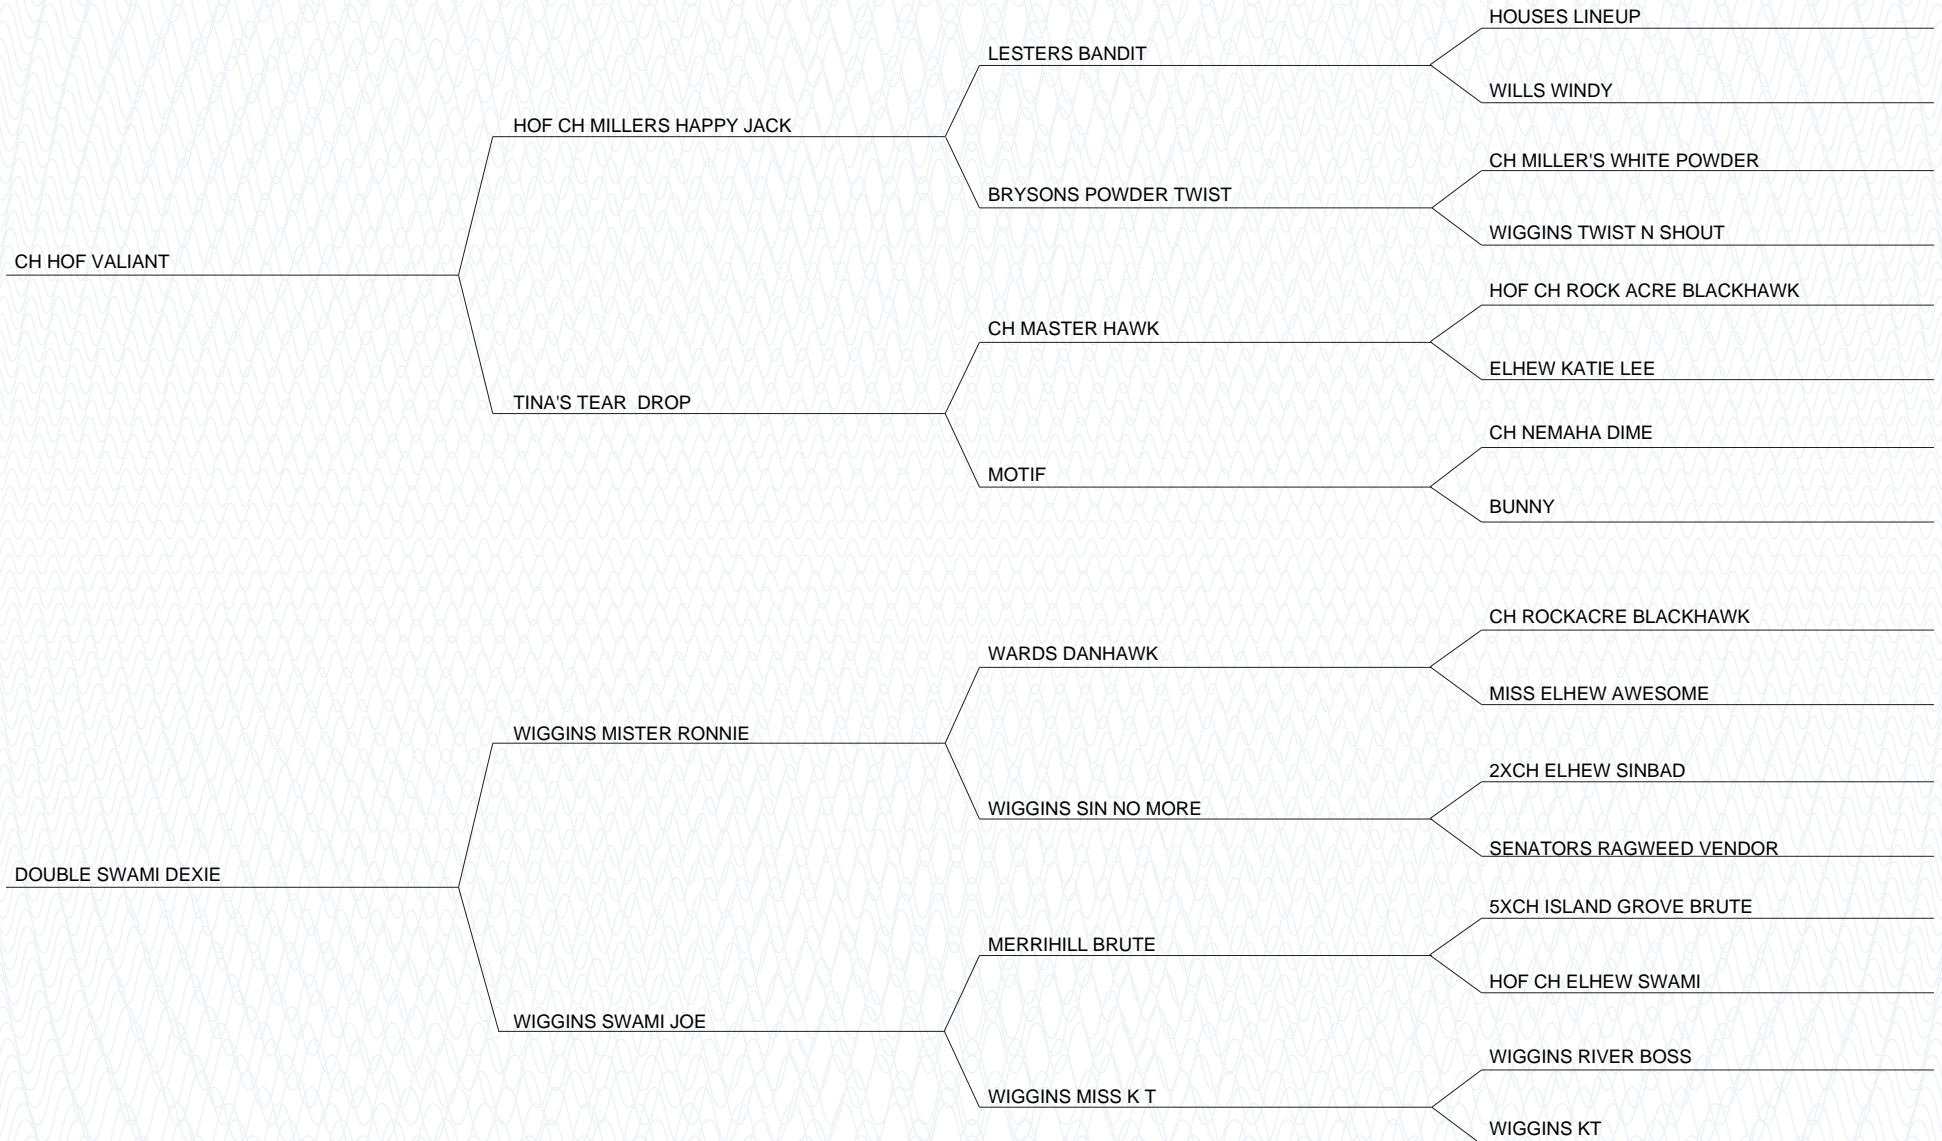 HOUSES LINEUP
LESTERS BANDIT
WILLS WINDY
HOF CH MILLERS HAPPY JACK
CH MILLER'S WHITE POWDER
BRYSONS POWDER TWIST
WIGGINS TWIST N SHOUT
CH HOF VALIANT
HOF CH ROCK ACRE BLACKHAWK
CH MASTER HAWK
ELHEW KATIE LEE
TINA'S TEAR  DROP
CH NEMAHA DIME
MOTIF
BUNNY
CH ROCKACRE BLACKHAWK
WARDS DANHAWK
MISS ELHEW AWESOME
WIGGINS MISTER RONNIE
2XCH ELHEW SINBAD
WIGGINS SIN NO MORE
SENATORS RAGWEED VENDOR
DOUBLE SWAMI DEXIE
5XCH ISLAND GROVE BRUTE
MERRIHILL BRUTE
HOF CH ELHEW SWAMI
WIGGINS SWAMI JOE
WIGGINS RIVER BOSS
WIGGINS MISS K T
WIGGINS KT